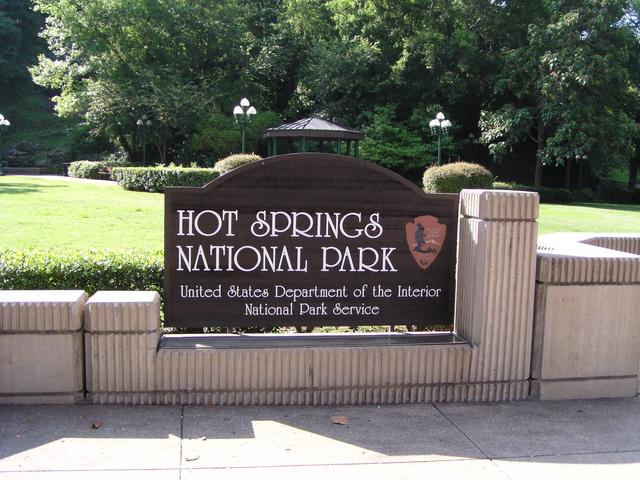 HOT SPRINGS
NATIONAL PARK
United States Department of the Interior
National Park Service